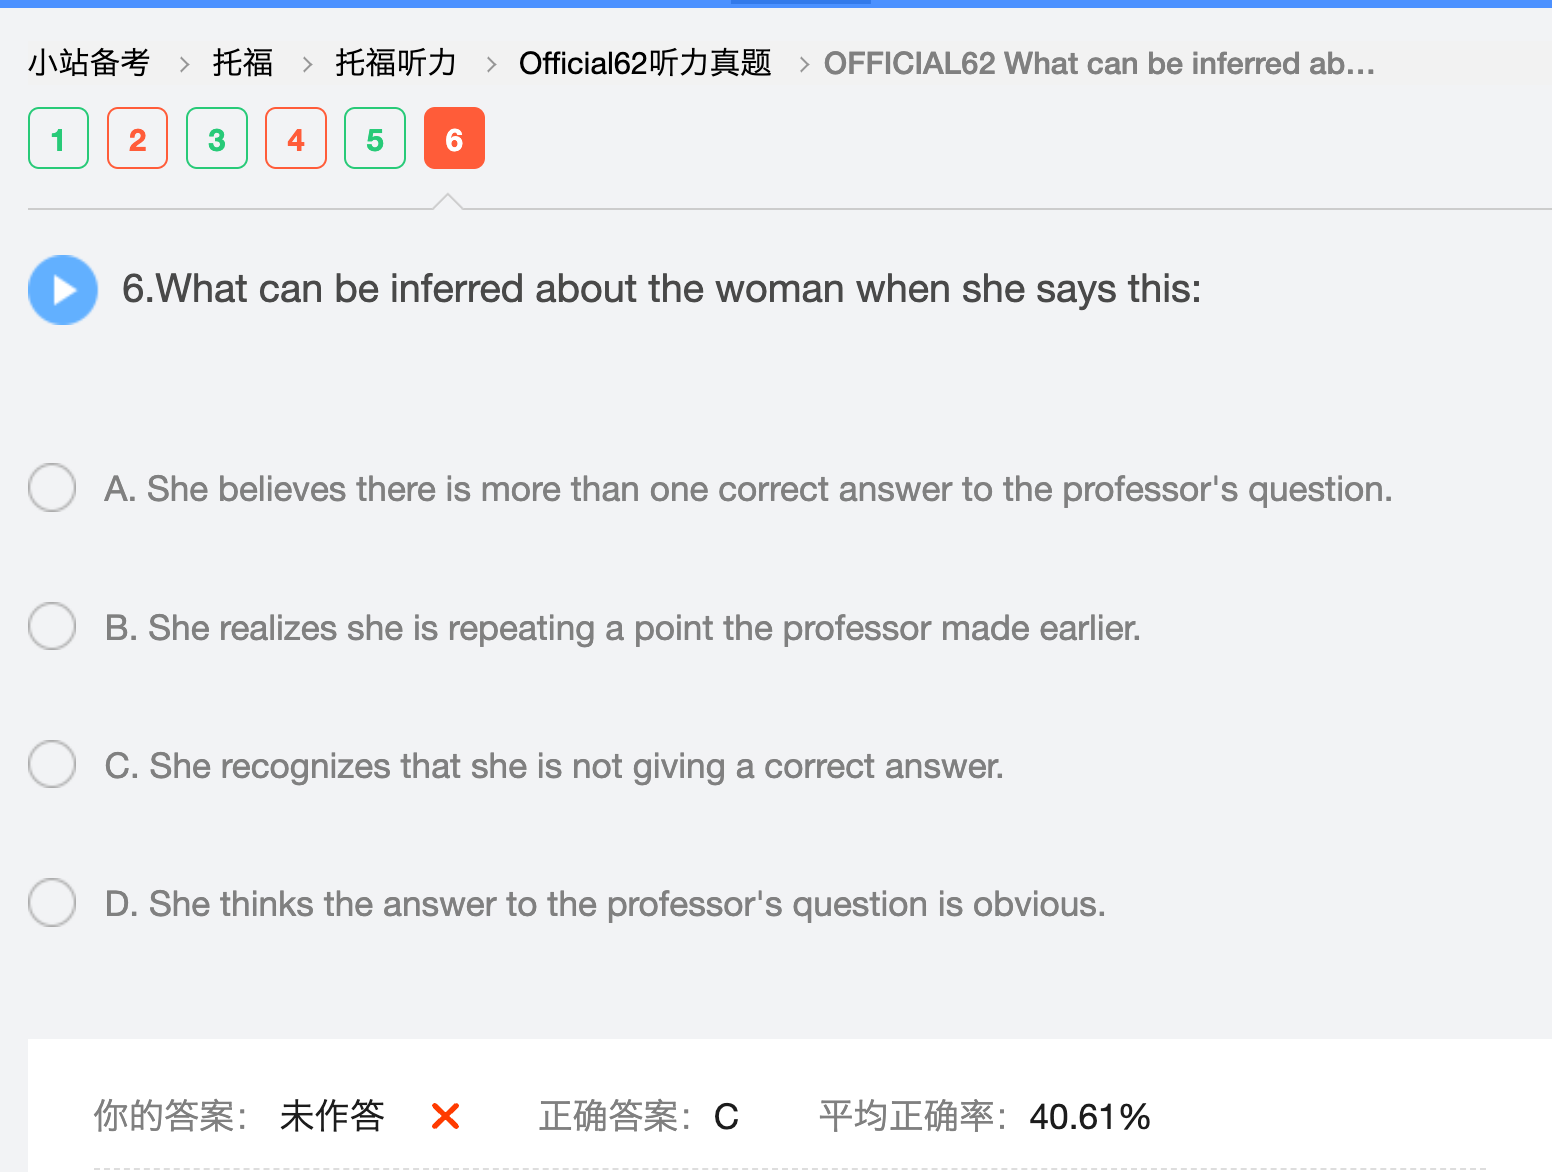 小站备考 > 托福 > 托福听力 > Official62听力真题 > OFFICIAL62 What can be inferred ab...
1 2 3 4 5 6
6.What can be inferred about the woman when she says this:
A. She believes there is more than one correct answer to the professor's question.
B. She realizes she is repeating a point the professor made earlier.
C. She recognizes that she is not giving a correct answer.
D. She thinks the answer to the professor's question is obvious.
你的答案： 未作答 正确答案： C 平均正确率： 40.61%